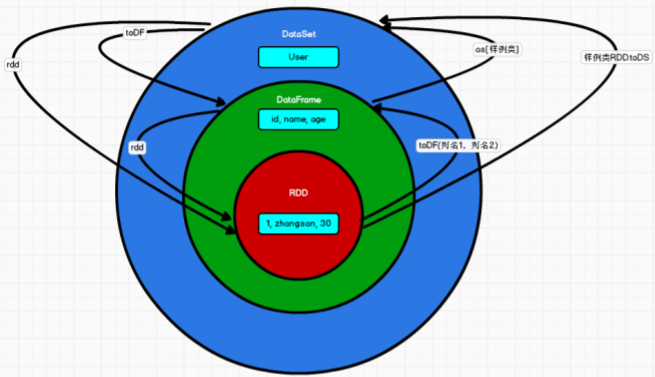 DataSet
toDF
User
as[样例类]
rdd
样例类RDDtoDS
DataFrame
id, name, age
rdd
toDF(列名1, 列名2)
RDD
1, zhangsan, 30